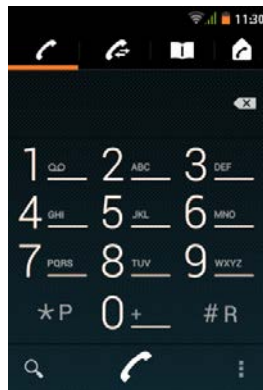 11:30
1 2 ABC 3 DEF
4 GHI 5 JKL 6 MNO
7 PQRS 8 TUV 9 WXYZ
*P 0 + #R